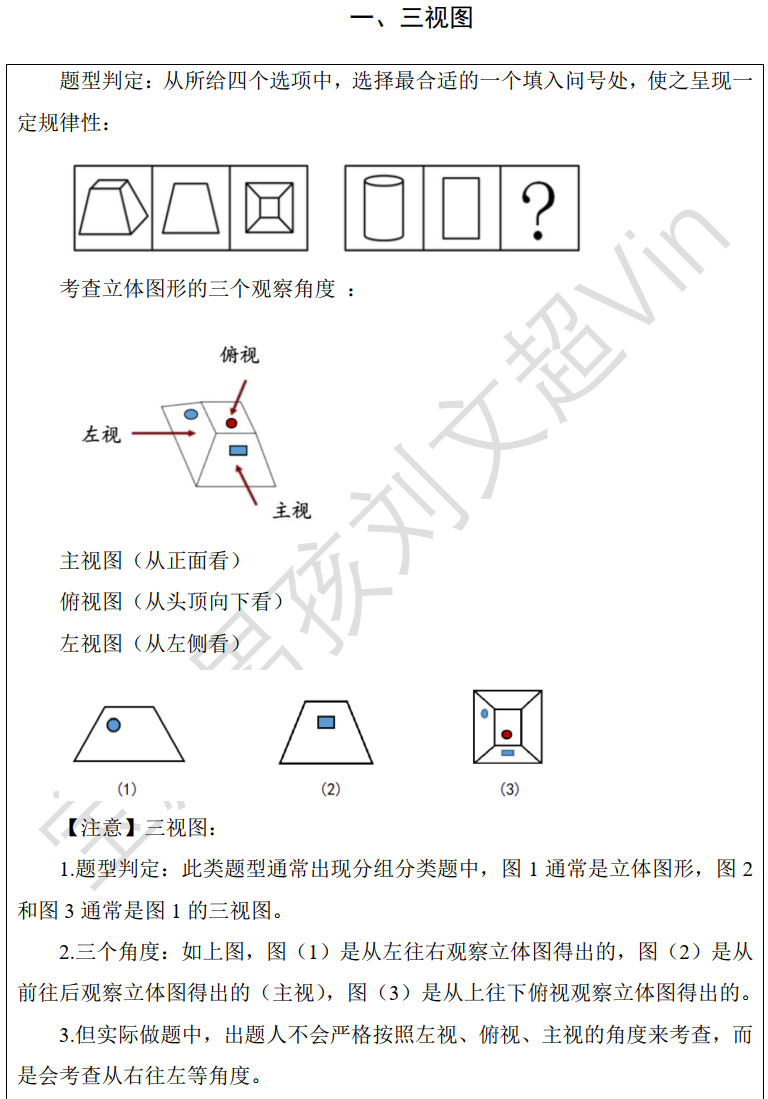 一、三视图
题型判定：从所给四个选项中，选择最合适的一个填入问号处，使之呈现一
定规律性：
?
考查立体图形的三个观察角度 ：
俯视
左视
主视
主视图（从正面看）
俯视图（从头顶向下看）
左视图（从左侧看）
（1）
（2）
（3）
【注意】三视图：
1.题型判定：此类题型通常出现分组分类题中，图 1 通常是立体图形，图 2
和图 3 通常是图 1 的三视图。
2.三个角度：如上图，图（1）是从左往右观察立体图得出的，图（2）是从
前往后观察立体图得出的（主视），图（3）是从上往下俯视观察立体图得出的。
3.但实际做题中，出题人不会严格按照左视、俯视、主视的角度来考查，而
是会考查从右往左等角度。
男孩刘文超Vin